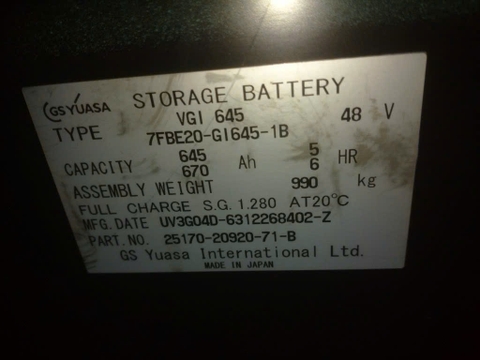 GS YUASA STORAGE BATTERY
VGI 645 48 V
TYPE 7FBE20-GI645-1B
645 5
CAPACITY Ah HR
670 6
ASSEMBLY WEIGHT 990 kg
FULL CHARGE S.G. 1.280 AT20℃
MFG. DATE UV3G04D-6312268402-Z
PART. NO. 25170-20920-71-B
GS Yuasa International Ltd.
MADE IN JAPAN